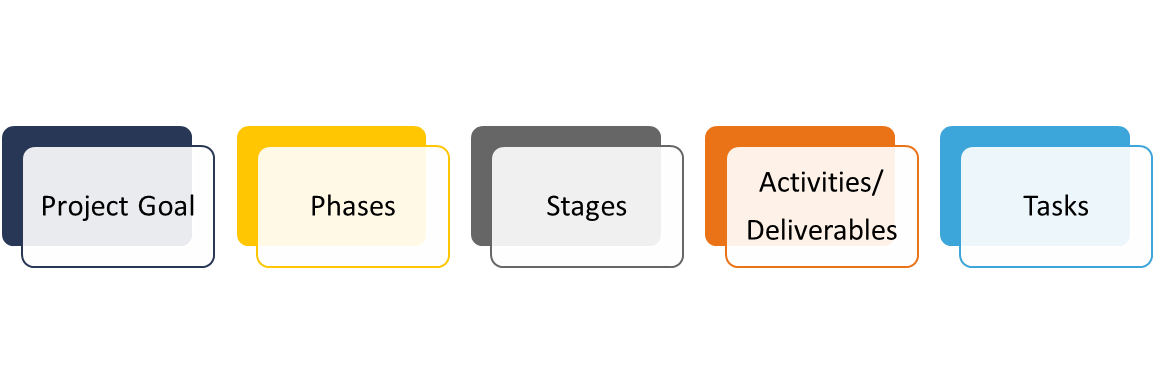 Project Goal
Phases
Stages
Activities/
Deliverables
Tasks